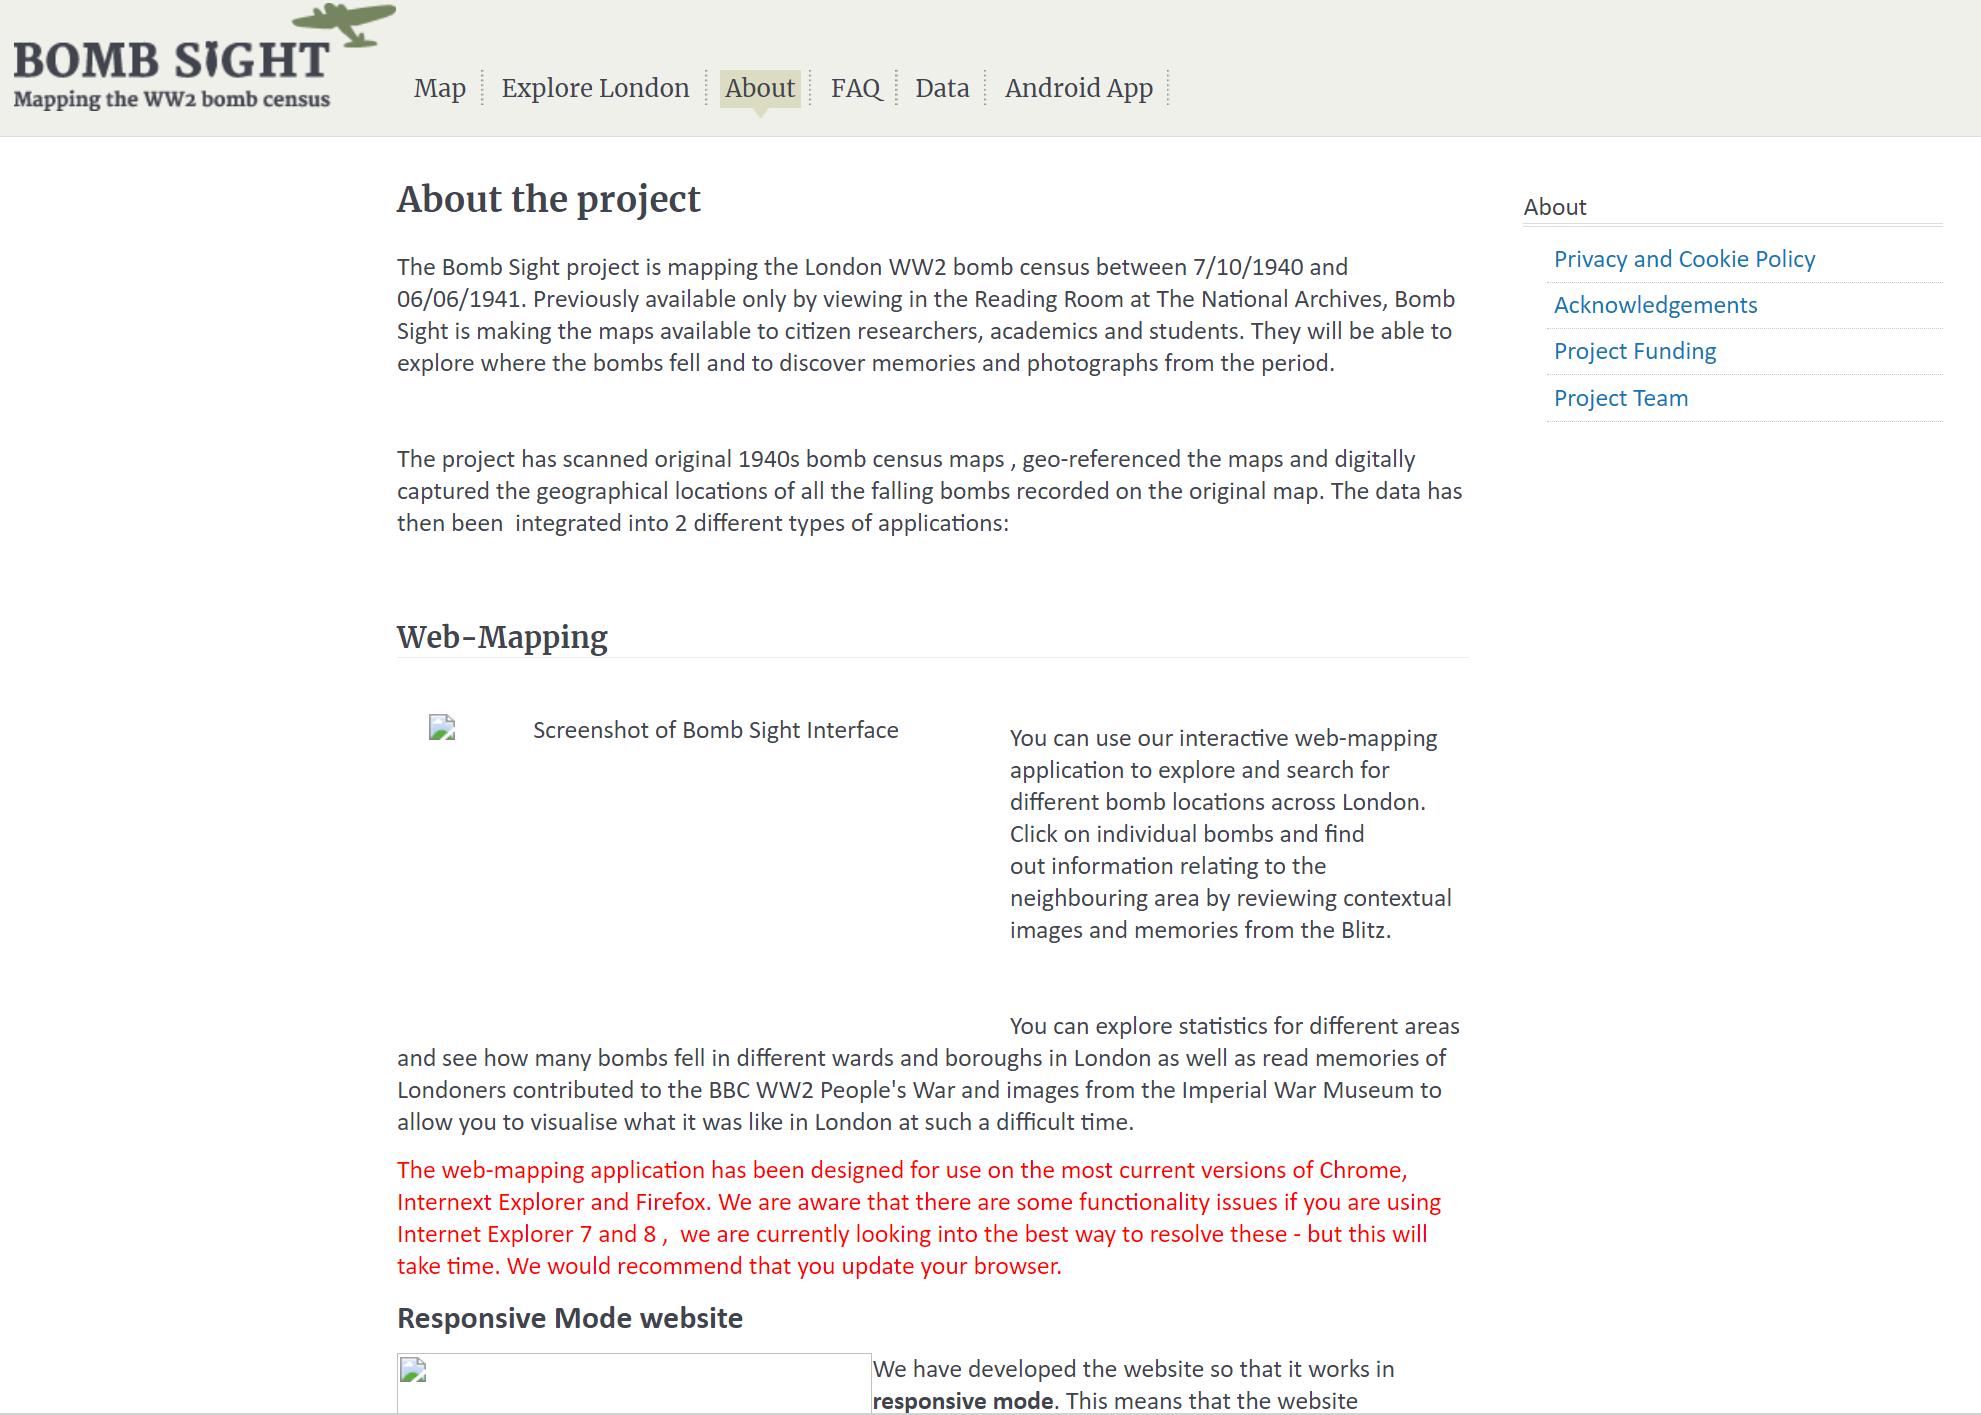 BOMB SIGHT
Mapping the WW2 bomb census
Map
Explore London
About
FAQ
Data
Android App
About the project
The Bomb Sight project is mapping the London WW2 bomb census between 7/10/1940 and
06/06/1941. Previously available only by viewing in the Reading Room at The National Archives, Bomb
Sight is making the maps available to citizen researchers, academics and students. They will be able to
explore where the bombs fell and to discover memories and photographs from the period.
The project has scanned original 1940s bomb census maps , geo-referenced the maps and digitally
captured the geographical locations of all the falling bombs recorded on the original map. The data has
then been  integrated into 2 different types of applications:
Web-Mapping
Screenshot of Bomb Sight Interface
You can use our interactive web-mapping
application to explore and search for
different bomb locations across London.
Click on individual bombs and find
out information relating to the
neighbouring area by reviewing contextual
images and memories from the Blitz.
You can explore statistics for different areas
and see how many bombs fell in different wards and boroughs in London as well as read memories of
Londoners contributed to the BBC WW2 People's War and images from the Imperial War Museum to
allow you to visualise what it was like in London at such a difficult time.
The web-mapping application has been designed for use on the most current versions of Chrome,
Internext Explorer and Firefox. We are aware that there are some functionality issues if you are using
Internet Explorer 7 and 8 ,  we are currently looking into the best way to resolve these - but this will
take time. We would recommend that you update your browser.
Responsive Mode website
We have developed the website so that it works in
responsive mode. This means that the website
About
Privacy and Cookie Policy
Acknowledgements
Project Funding
Project Team